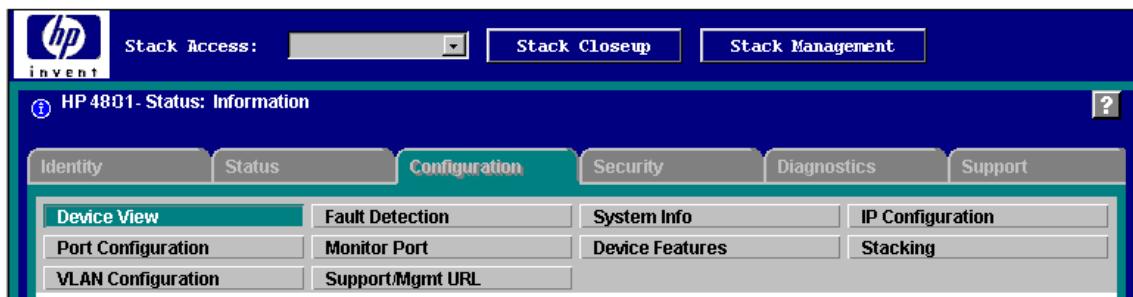 hp
invent
Stack Access: Stack Closeup Stack Management
HP 4801- Status: Information ?
Identity Status Configuration Security Diagnostics Support
Device View Fault Detection System Info IP Configuration
Port Configuration Monitor Port Device Features Stacking
VLAN Configuration Support/Mgmt URL